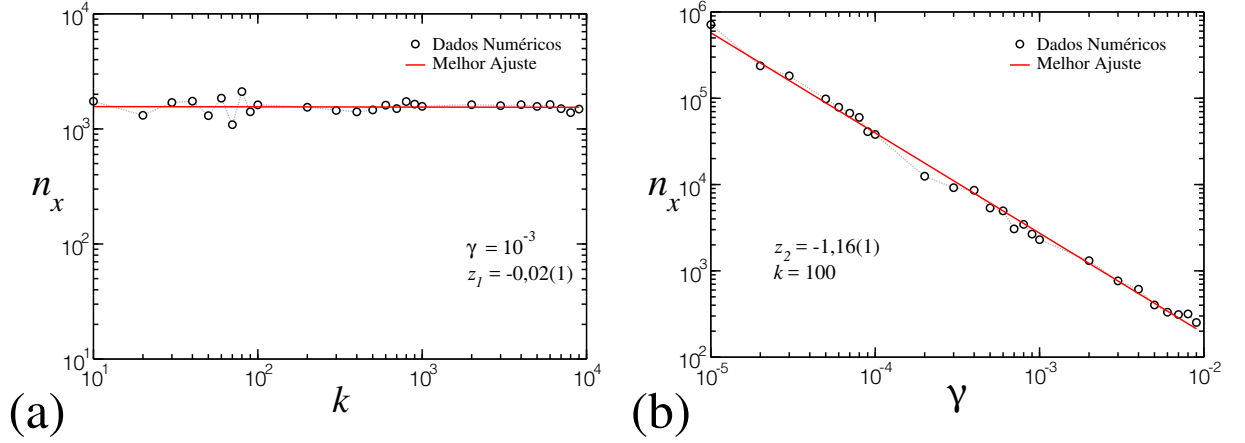 10^4
10^3
10^2
10^1
n_x
Dados Numéricos
Melhor Ajuste
γ = 10^-3
z_1 = -0,02(1)
10^1 10^2 10^3 10^4
k
(a)
10^6
10^5
10^4
10^3
10^2
n_x
Dados Numéricos
Melhor Ajuste
z_2 = -1,16(1)
k = 100
10^-5 10^-4 10^-3 10^-2
γ
(b)